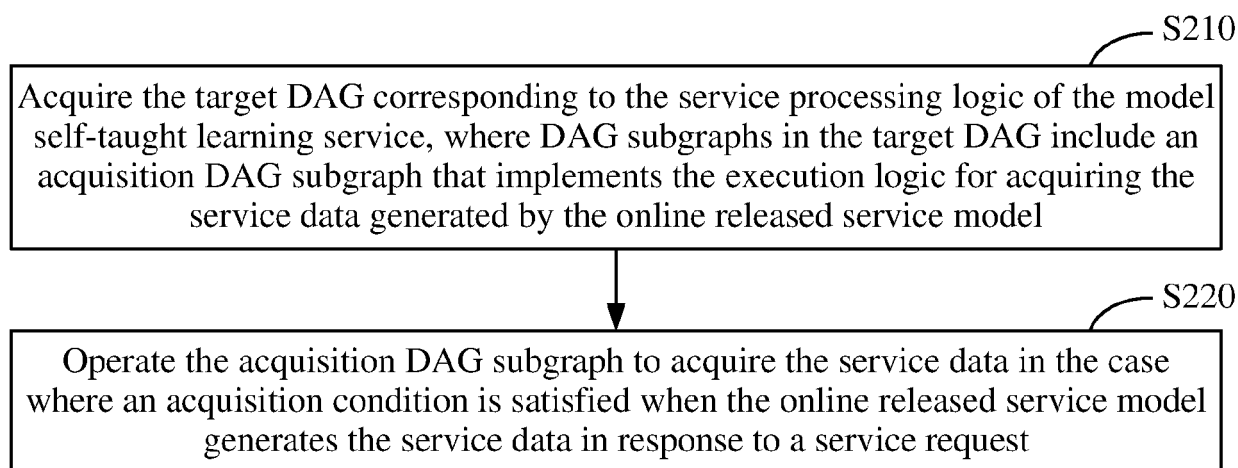 S210
Acquire the target DAG corresponding to the service processing logic of the model
self-taught learning service, where DAG subgraphs in the target DAG include an
acquisition DAG subgraph that implements the execution logic for acquiring the
service data generated by the online released service model
S220
Operate the acquisition DAG subgraph to acquire the service data in the case
where an acquisition condition is satisfied when the online released service model
generates the service data in response to a service request